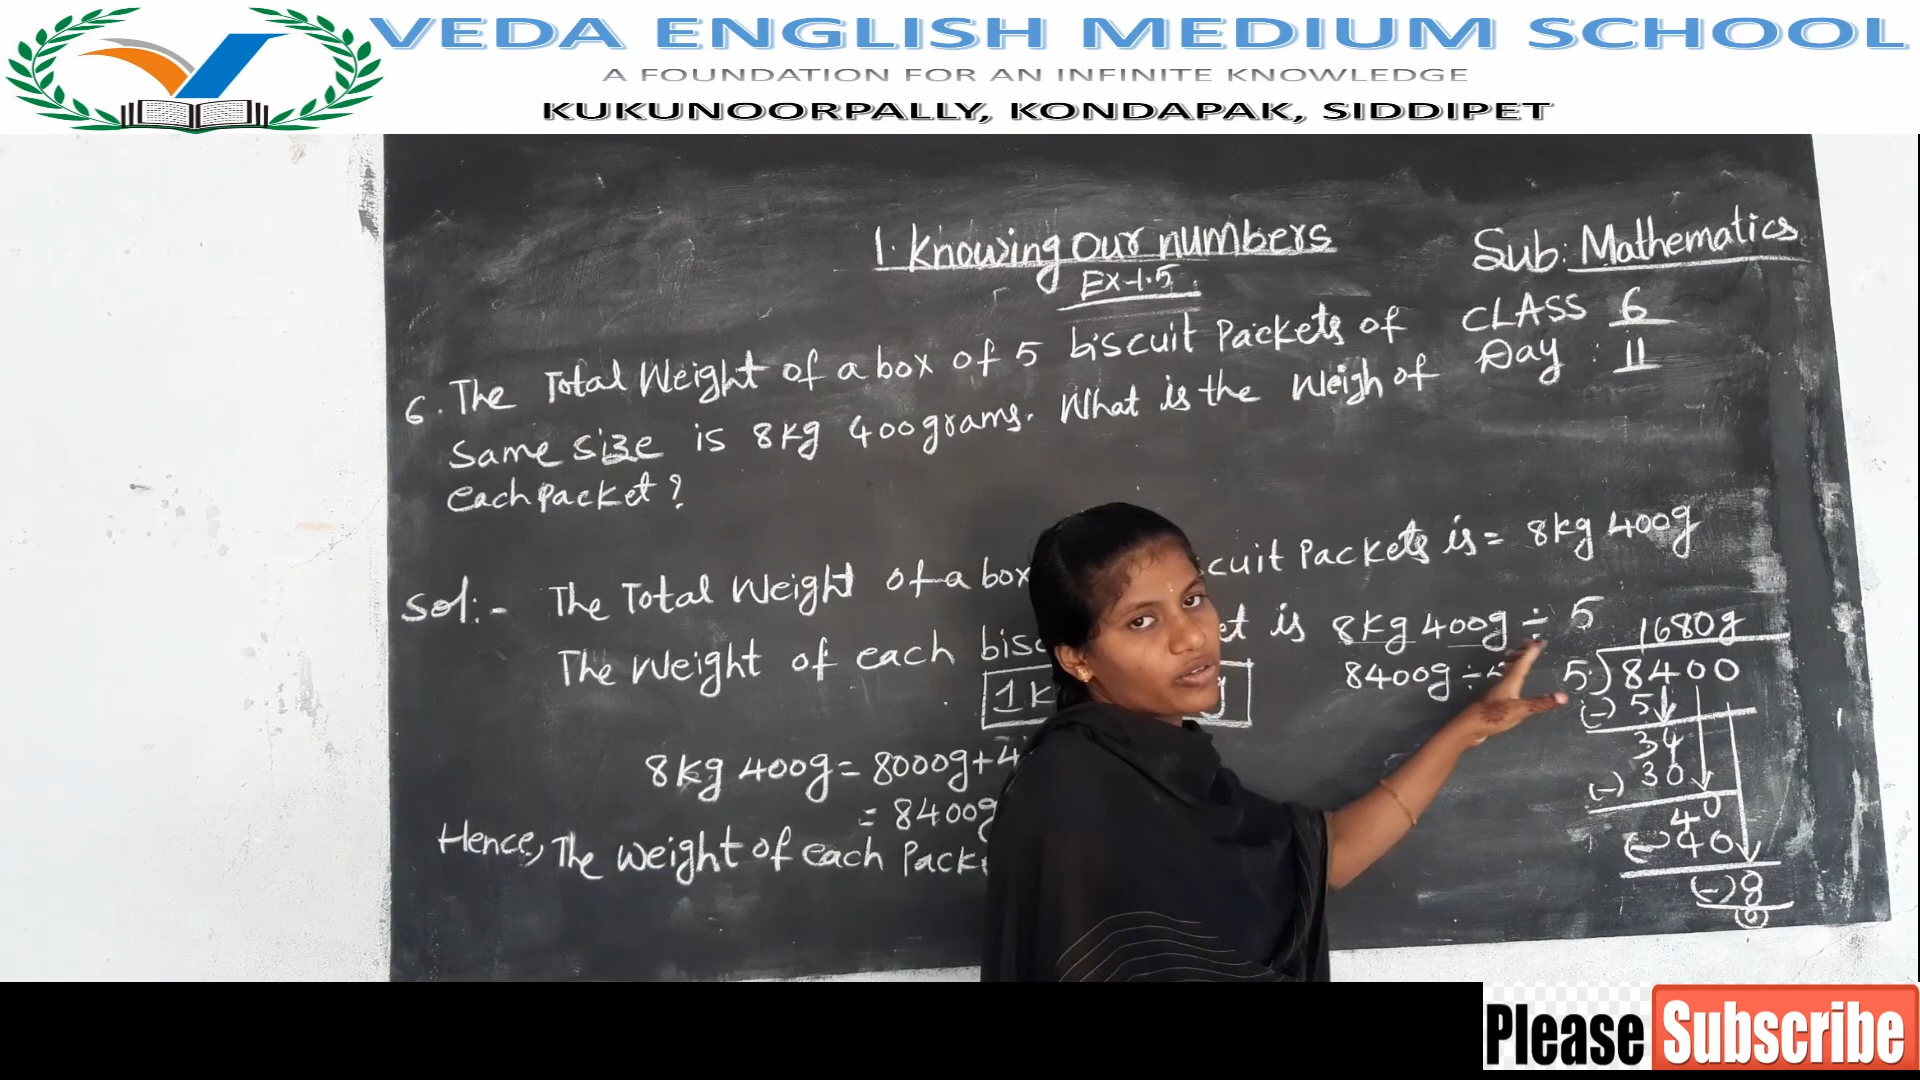 VEDA ENGLISH MEDIUM SCHOOL
A FOUNDATION FOR AN INFINITE KNOWLEDGE
KUKUNOORPALLY, KONDAPAK, SIDDIPET
1. Knowing Our numbers
Ex-1.5
Sub: Mathematics
CLASS 6
Day : 11
6. The Total Weight of a box of 5 biscuit Packets of
Same size is 8kg 400grams. What is the Weigh of
each packet?
Sol:- The Total Weight of a box cuit Packets is = 8kg 400g
The Weight of each bisc et is 8kg 400g ÷ 5
8400g ÷
1k g
8kg 400g = 8000g + 4
= 8400g
Hence, The weight of each Pack
1680g
5) 8400
(-) 5
34
(-) 30
40
(-) 40
(-) 0
(0)
Please Subscribe